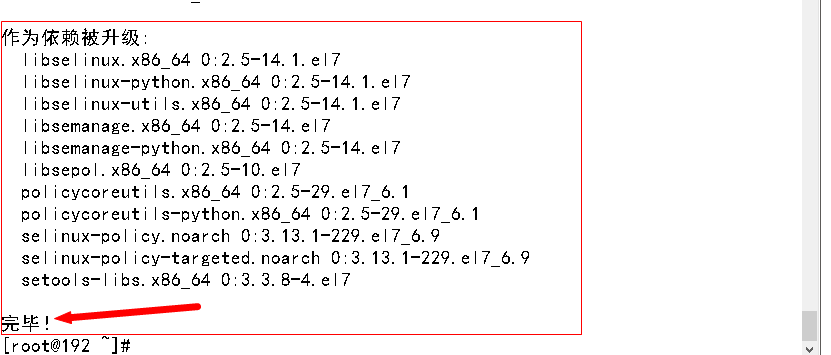 作为依赖被升级:
libselinux.x86_64 0:2.5-14.1.el7
libselinux-python.x86_64 0:2.5-14.1.el7
libselinux-utils.x86_64 0:2.5-14.1.el7
libsemanage.x86_64 0:2.5-14.el7
libsemanage-python.x86_64 0:2.5-14.el7
libsepol.x86_64 0:2.5-10.el7
policycoreutils.x86_64 0:2.5-29.el7_6.1
policycoreutils-python.x86_64 0:2.5-29.el7_6.1
selinux-policy.noarch 0:3.13.1-229.el7_6.9
selinux-policy-targeted.noarch 0:3.13.1-229.el7_6.9
setools-libs.x86_64 0:3.3.8-4.el7
完毕!
[root@192 ~]#